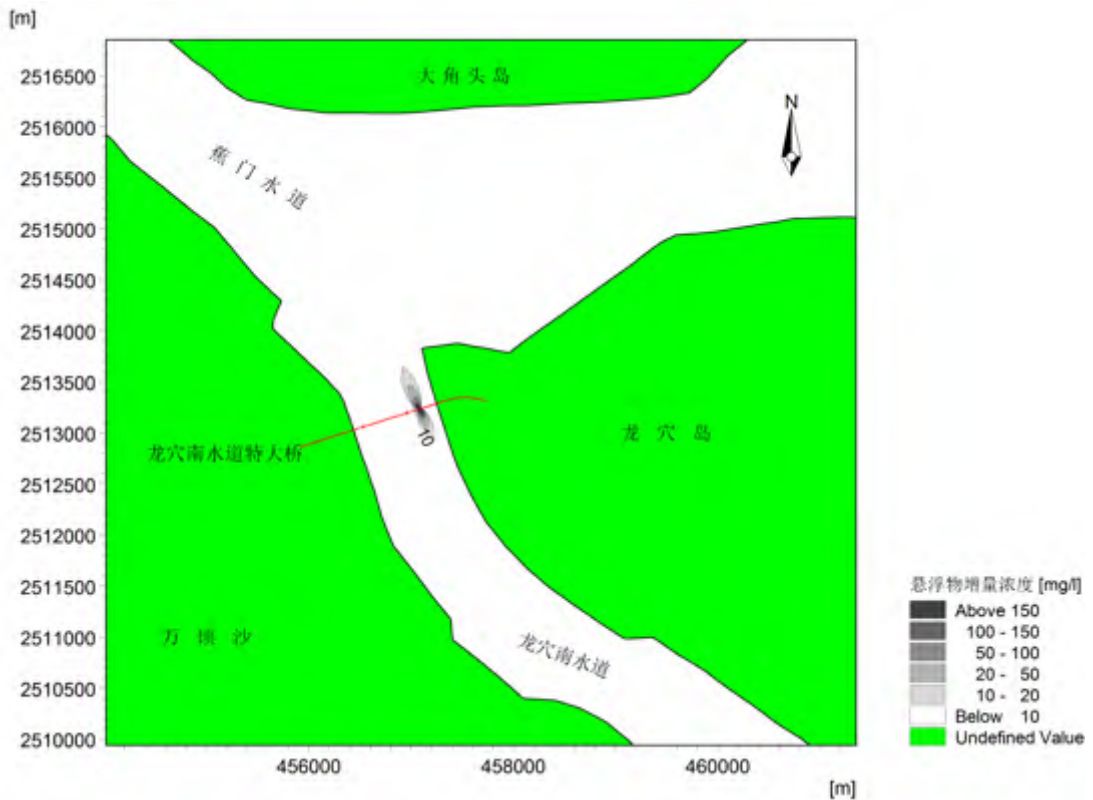 [m]
2516500
2516000
2515500
2515000
2514500
2514000
2513500
2513000
2512500
2512000
2511500
2511000
2510500
2510000
大角头岛
N
蕉门水道
10
龙穴岛
龙穴南水道特大桥
万顷沙
龙穴南水道
456000
458000
460000
[m]
悬浮物增量浓度 [mg/l]
Above 150
100 - 150
50 - 100
20 - 50
10 - 20
Below 10
Undefined Value